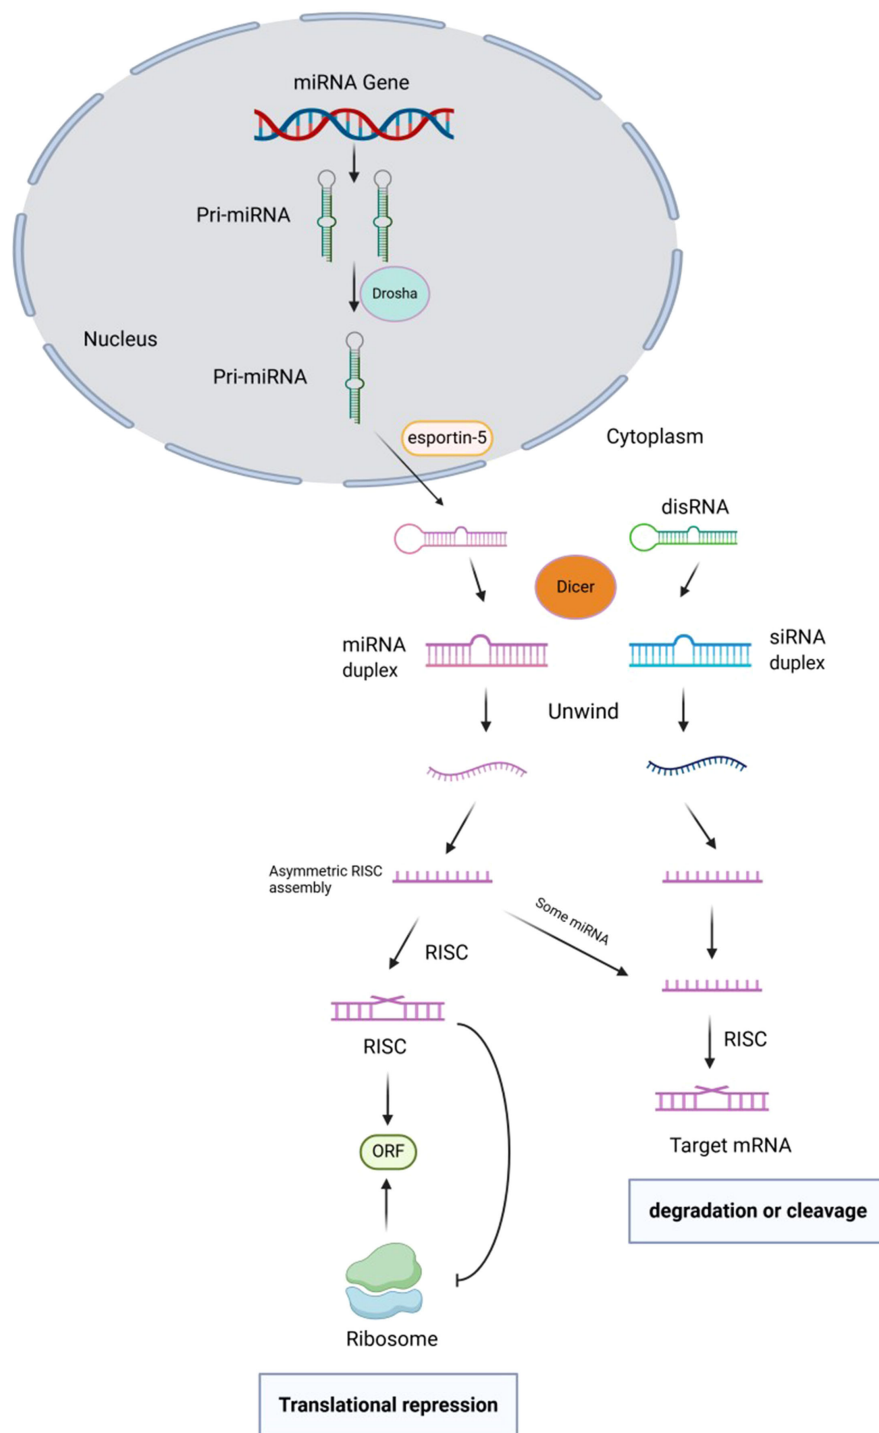 miRNA Gene
Pri-miRNA
Drosha
Nucleus
Pri-miRNA
esportin-5
Cytoplasm
disRNA
Dicer
miRNA
duplex
siRNA
duplex
Unwind
Asymmetric RISC
assembly
Some miRNA
RISC
RISC
RISC
Target mRNA
ORF
degradation or cleavage
Ribosome
Translational repression